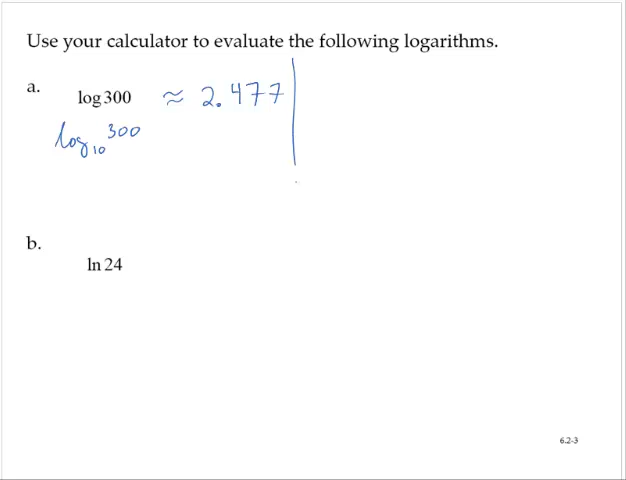 Use your calculator to evaluate the following logarithms.
a.
log 300 ≈ 2.477
log₁₀ 300
b.
ln 24
6.2-3